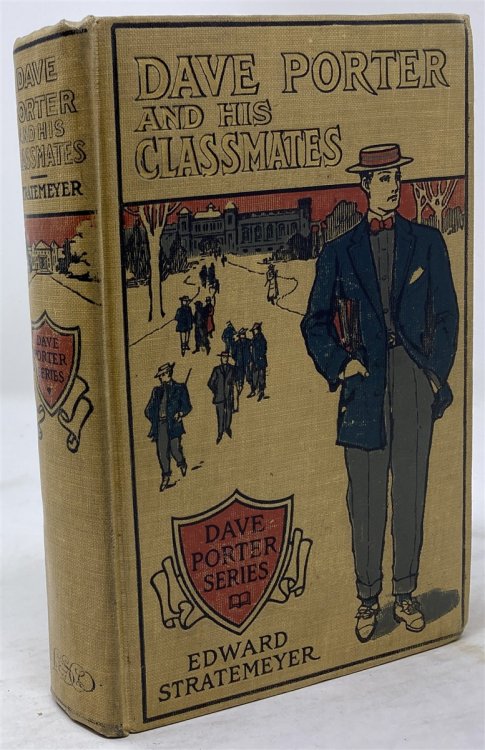 DAVE
PORTER
AND HIS
CLASSMATES
STRATEMEYER
DAVE
PORTER
SERIES
DAVE PORTER
AND HIS
CLASSMATES
DAVE
PORTER
SERIES
EDWARD
STRATEMEYER